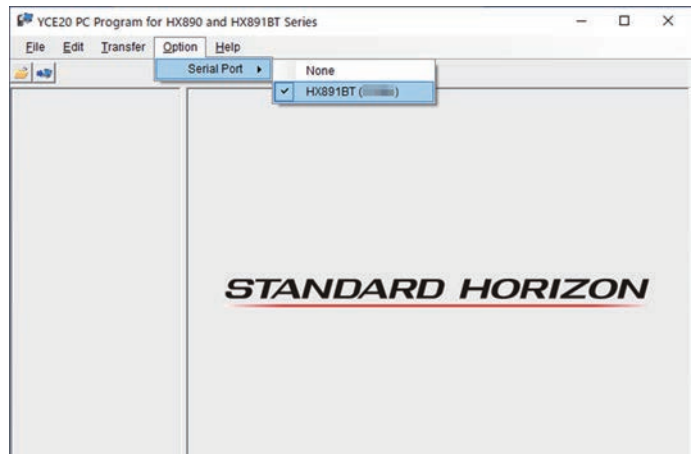 YCE20 PC Program for HX890 and HX891BT Series
File Edit Transfer Option Help
Serial Port
None
HX891BT ( )
STANDARD HORIZON